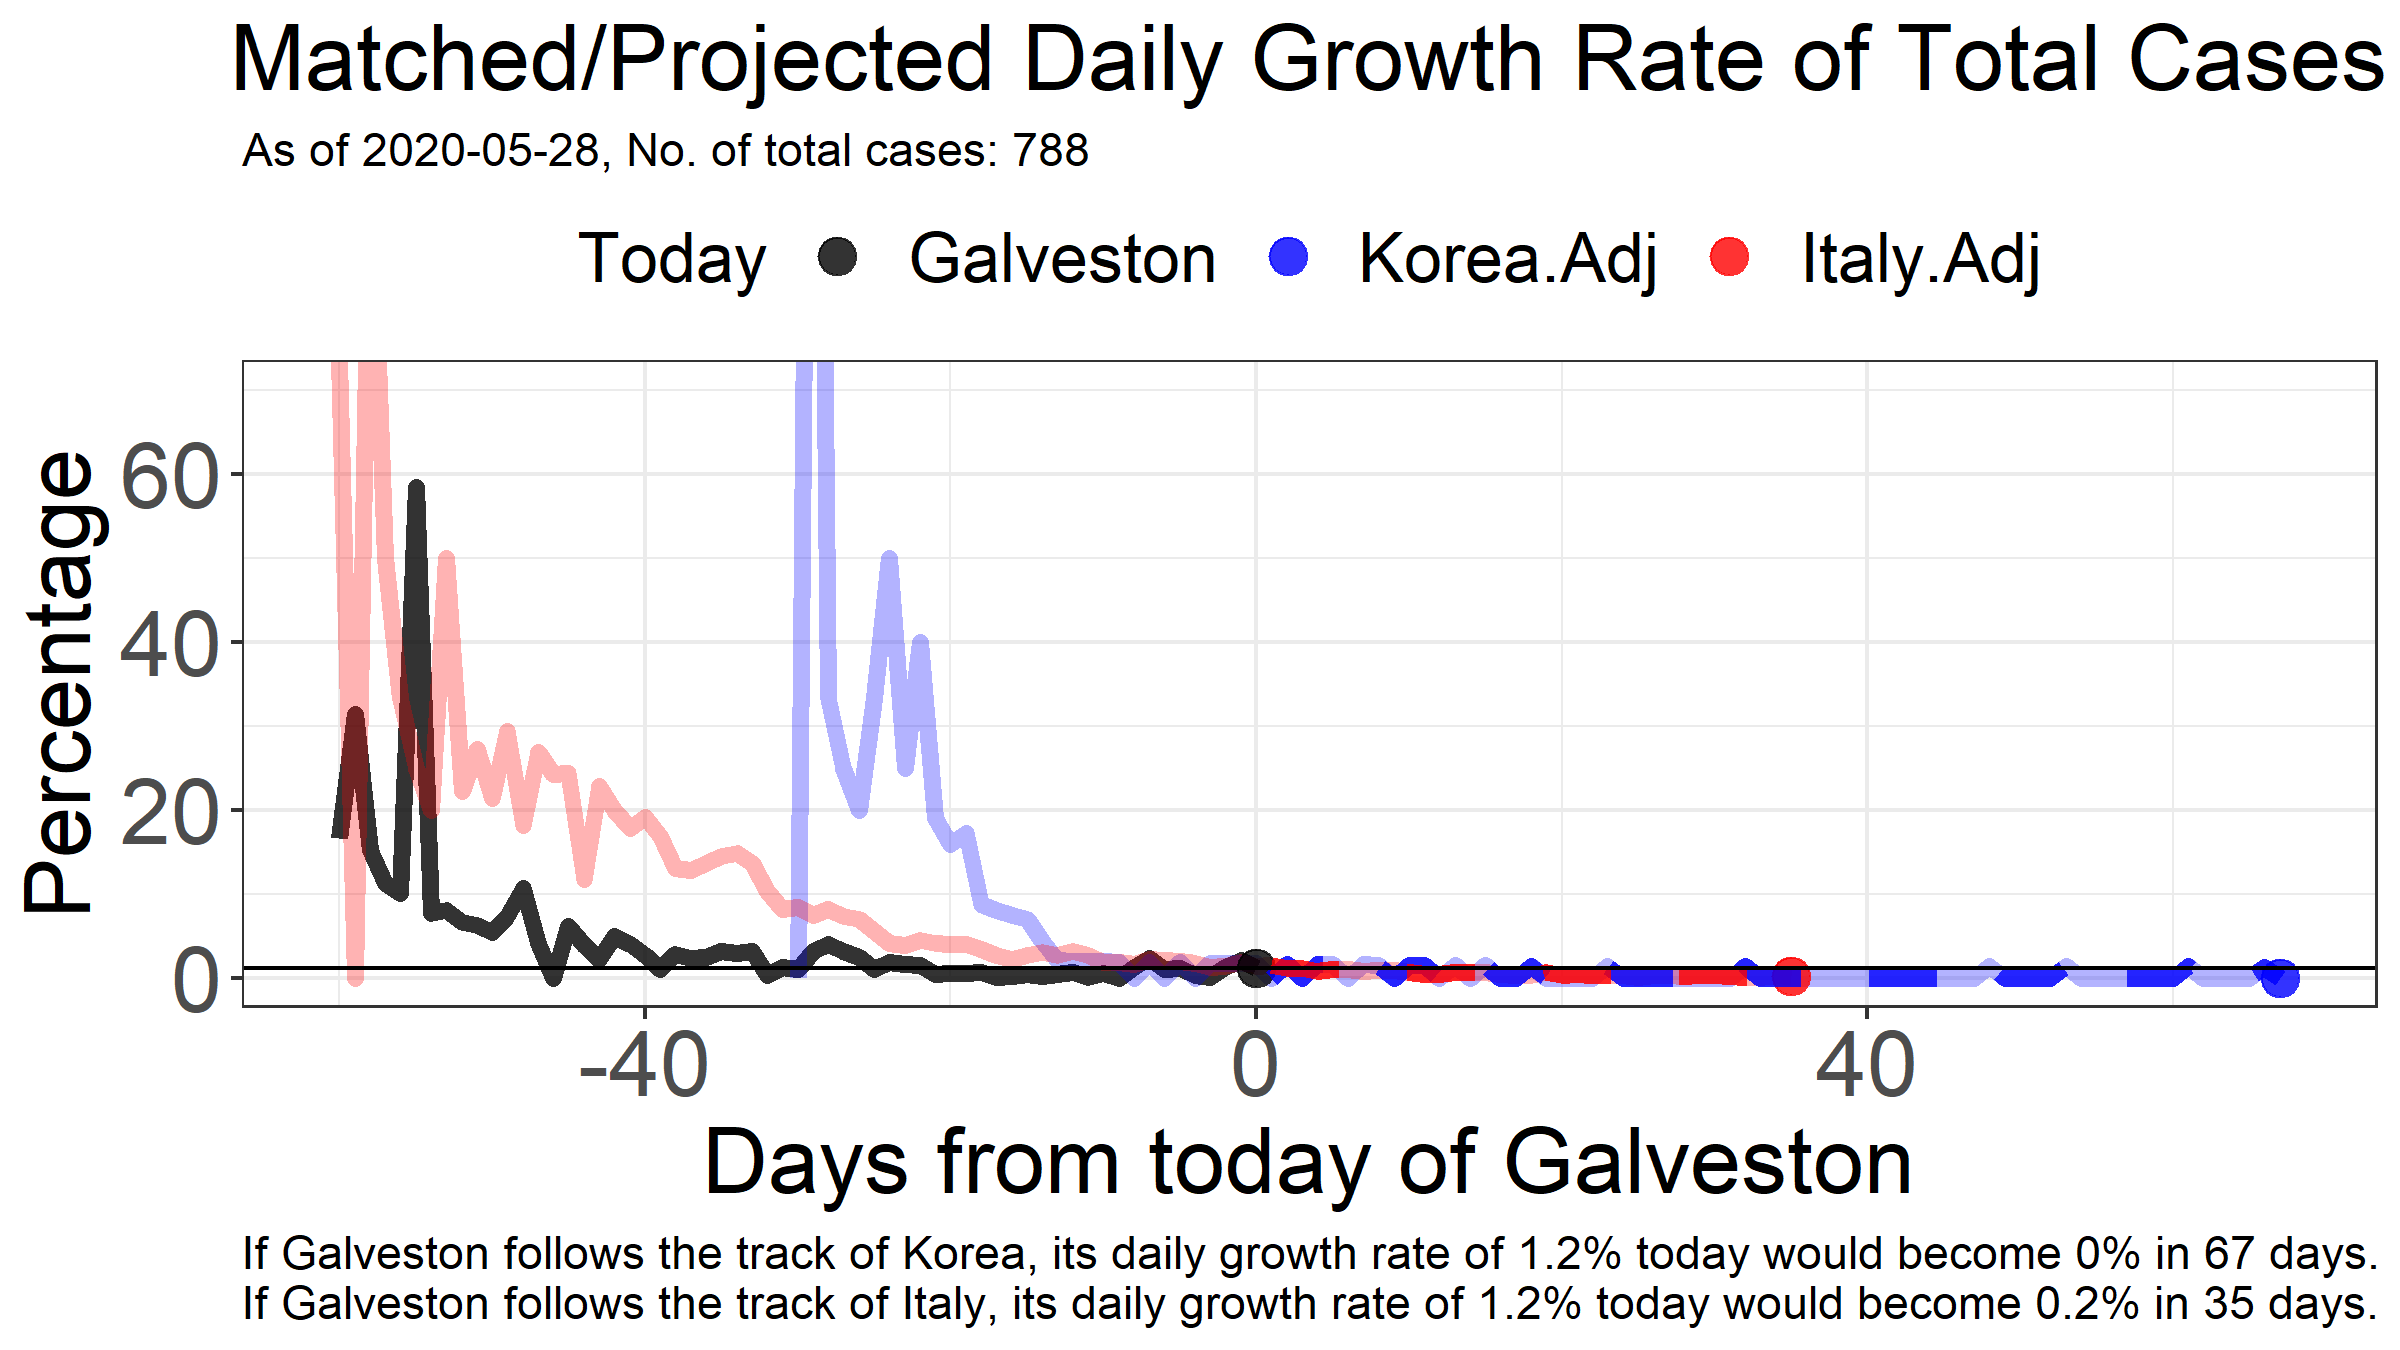 Matched/Projected Daily Growth Rate of Total Cases
As of 2020-05-28, No. of total cases: 788
Today Galveston Korea.Adj Italy.Adj
Percentage
60
40
20
0
-40 0 40
Days from today of Galveston
If Galveston follows the track of Korea, its daily growth rate of 1.2% today would become 0% in 67 days.
If Galveston follows the track of Italy, its daily growth rate of 1.2% today would become 0.2% in 35 days.